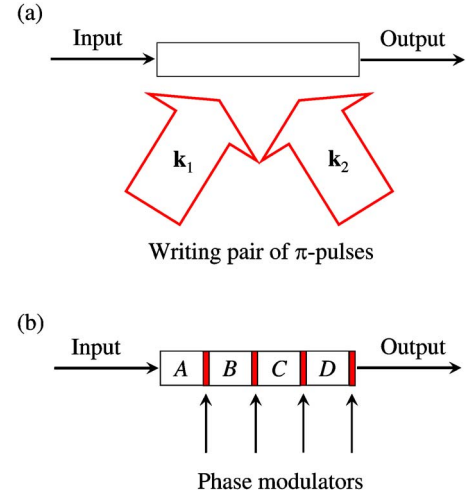 (a)
Input
Output
k1
k2
Writing pair of π-pulses
(b)
Input
A B C D
Output
Phase modulators